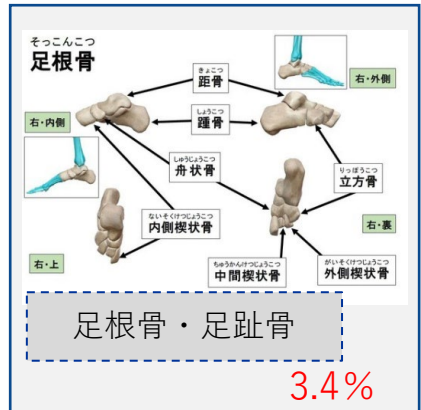 そっこんこつ
足根骨
きょこつ
距骨
右・外側
しょうこつ
踵骨
右・内側
しゅうじょうこつ
舟状骨
りっぽうこつ
立方骨
ないそくけつじょうこつ
内側楔状骨
右・裏
右・上
ちゅうかんけつじょうこつ
中間楔状骨
がいそくけつじょうこつ
外側楔状骨
足根骨・足趾骨
3.4%